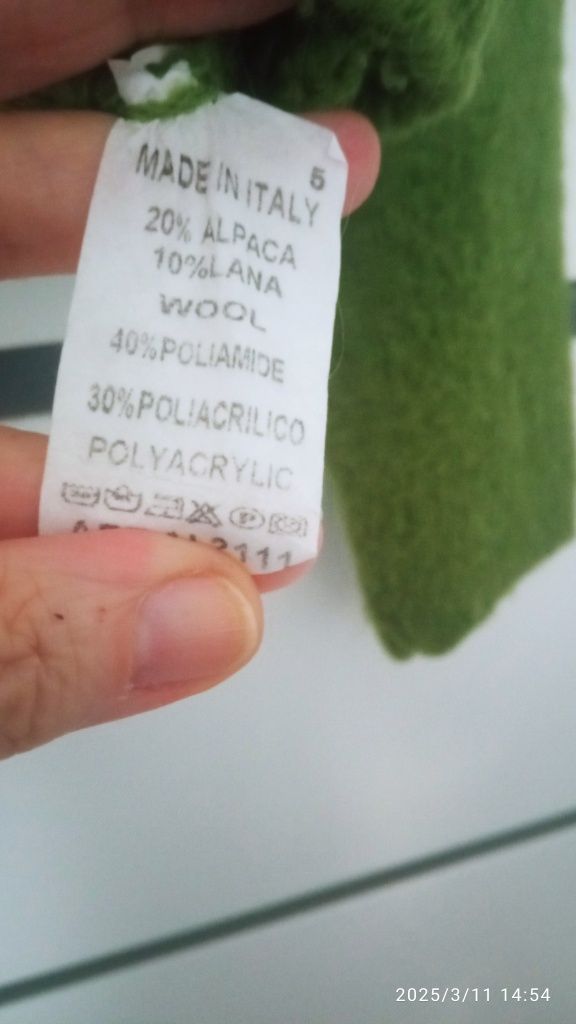 5
MADE IN ITALY
20% ALPACA
10%LANA
WOOL
40%POLIAMIDE
30%POLIACRILICO
POLYACRYLIC
2025/3/11 14:54